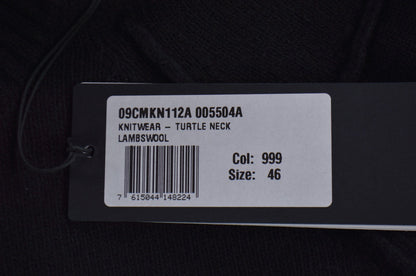 09CMKN112A 005504A
KNITWEAR – TURTLE NECK
LAMBSWOOL
Col: 999
Size: 46
7 615044 148224